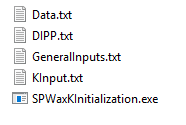 Data.txt
DIPP.txt
GeneralInputs.txt
KInput.txt
SPWaxKInitialization.exe